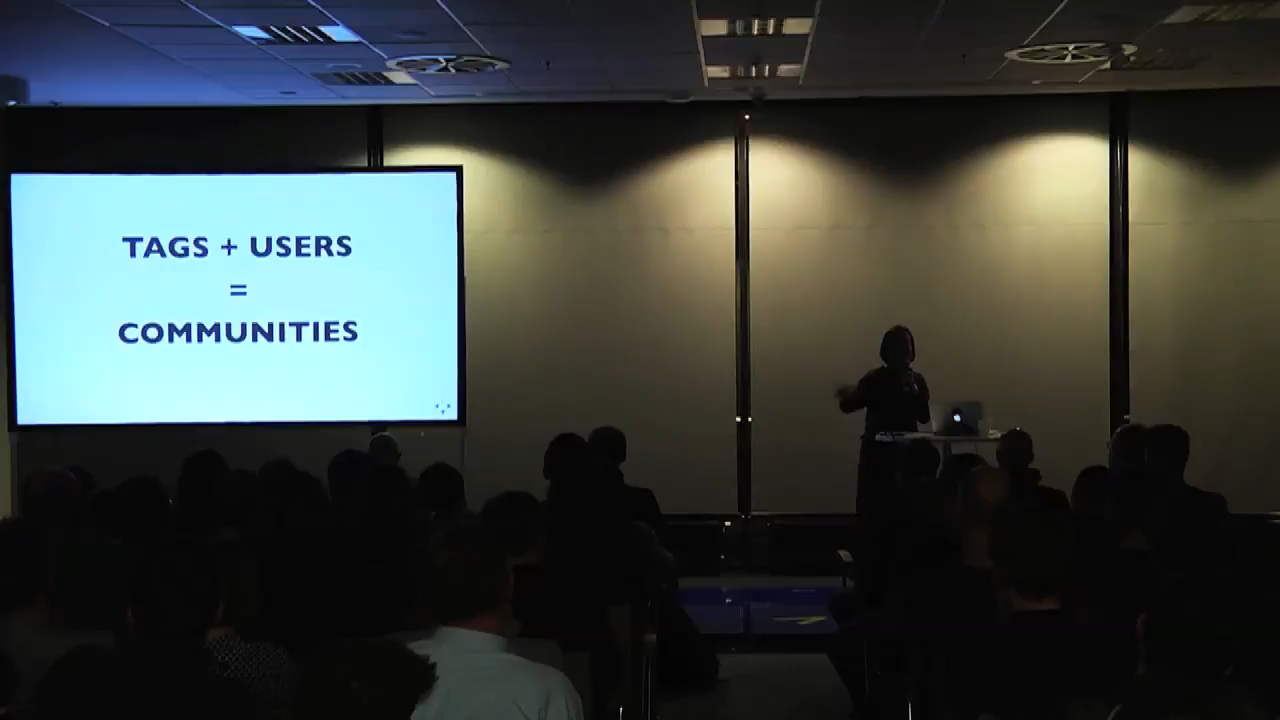 TAGS + USERS
=
COMMUNITIES